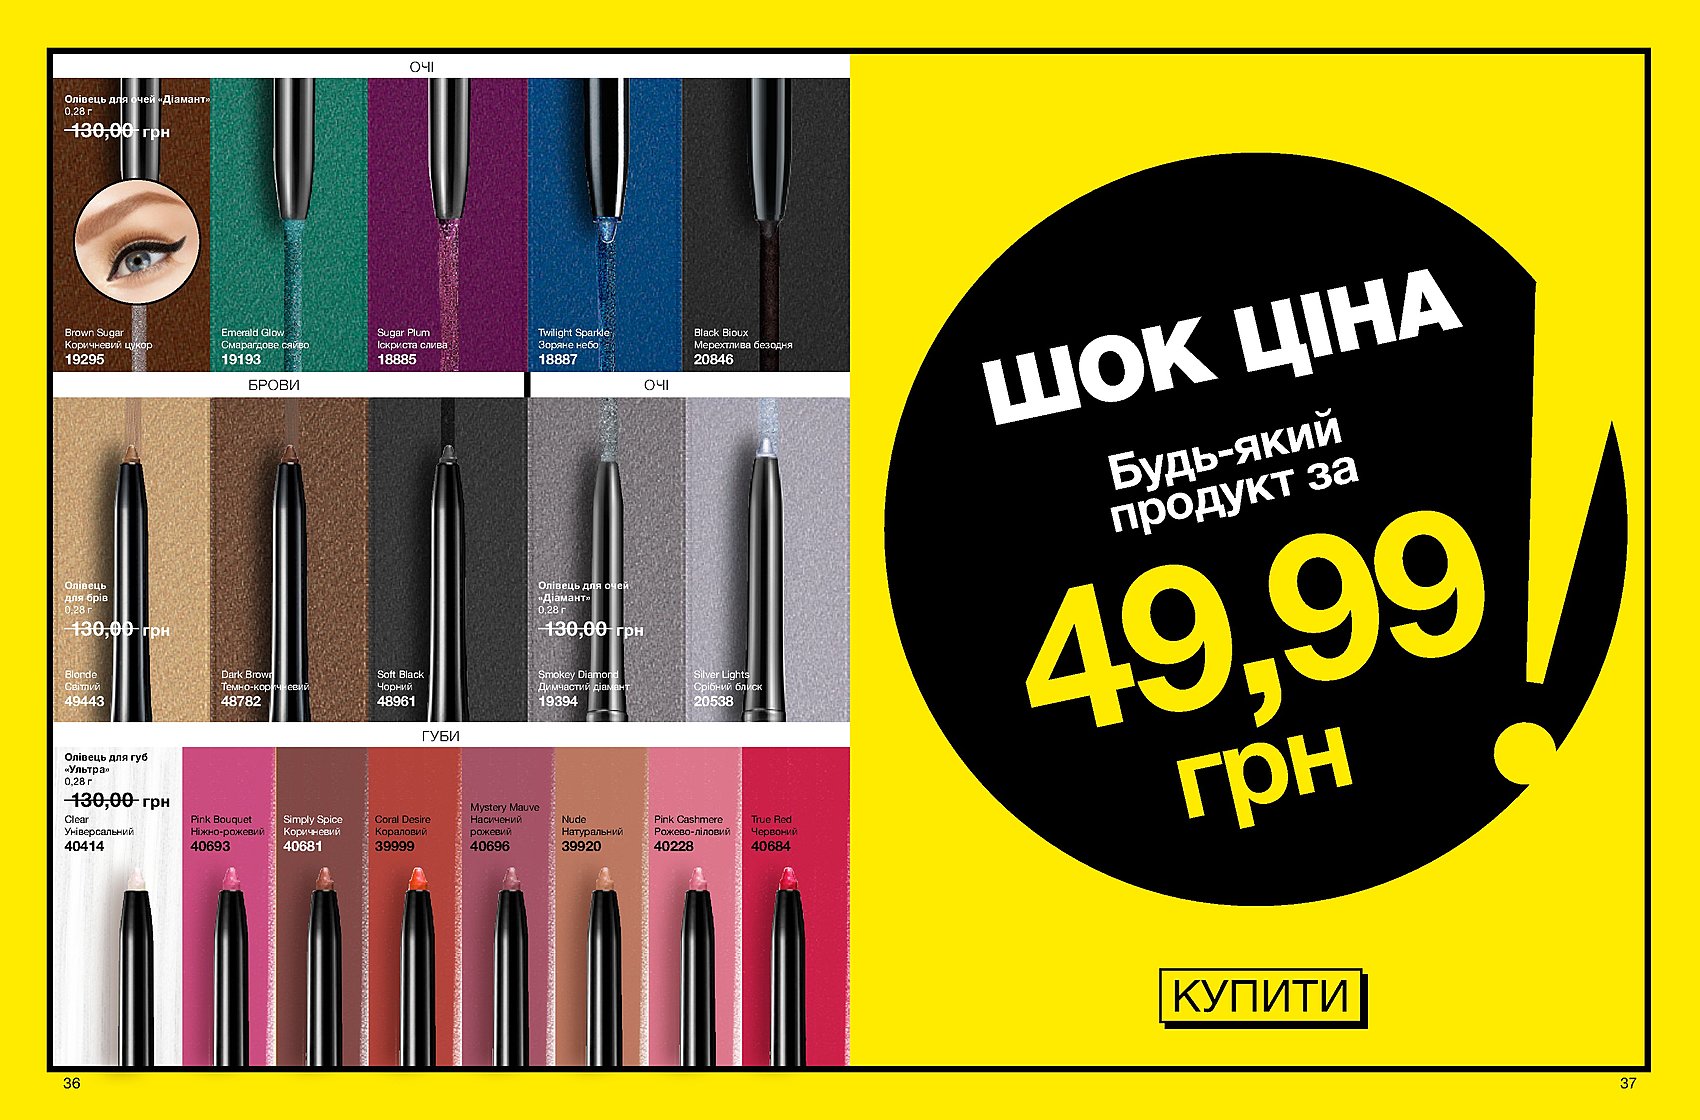 ОЧІ
Олівець для очей «Діамант»
0,28 г
130,00 грн
Brown Sugar
Коричневий цукор
19295
Emerald Glow
Смарагдове сяйво
19193
Sugar Plum
Іскриста слива
18885
Twilight Sparkle
Зоряне небо
18887
Black Bioux
Мерехтлива безодня
20846
БРОВИ
ОЧІ
Олівець
для брів
0,28 г
130,00 грн
Blonde
Світлий
49443
Dark Brown
Темно-коричневий
48782
Soft Black
Чорний
48961
Олівець для очей
«Діамант»
0,28 г
130,00 грн
Smokey Diamond
Димчастий діамант
19394
Silver Lights
Срібний блиск
20538
ГУБИ
Олівець для губ
«Ультра»
0,28 г
130,00 грн
Clear
Універсальний
40414
Pink Bouquet
Ніжно-рожевий
40693
Simply Spice
Коричневий
40681
Coral Desire
Кораловий
39999
Mystery Mauve
Насичений
рожевий
40696
Nude
Натуральний
39920
Pink Cashmere
Рожево-ліловий
40228
True Red
Червоний
40684
36
ШОК ЦІНА
Будь-який
продукт за
49,99
грн
!
КУПИТИ
37